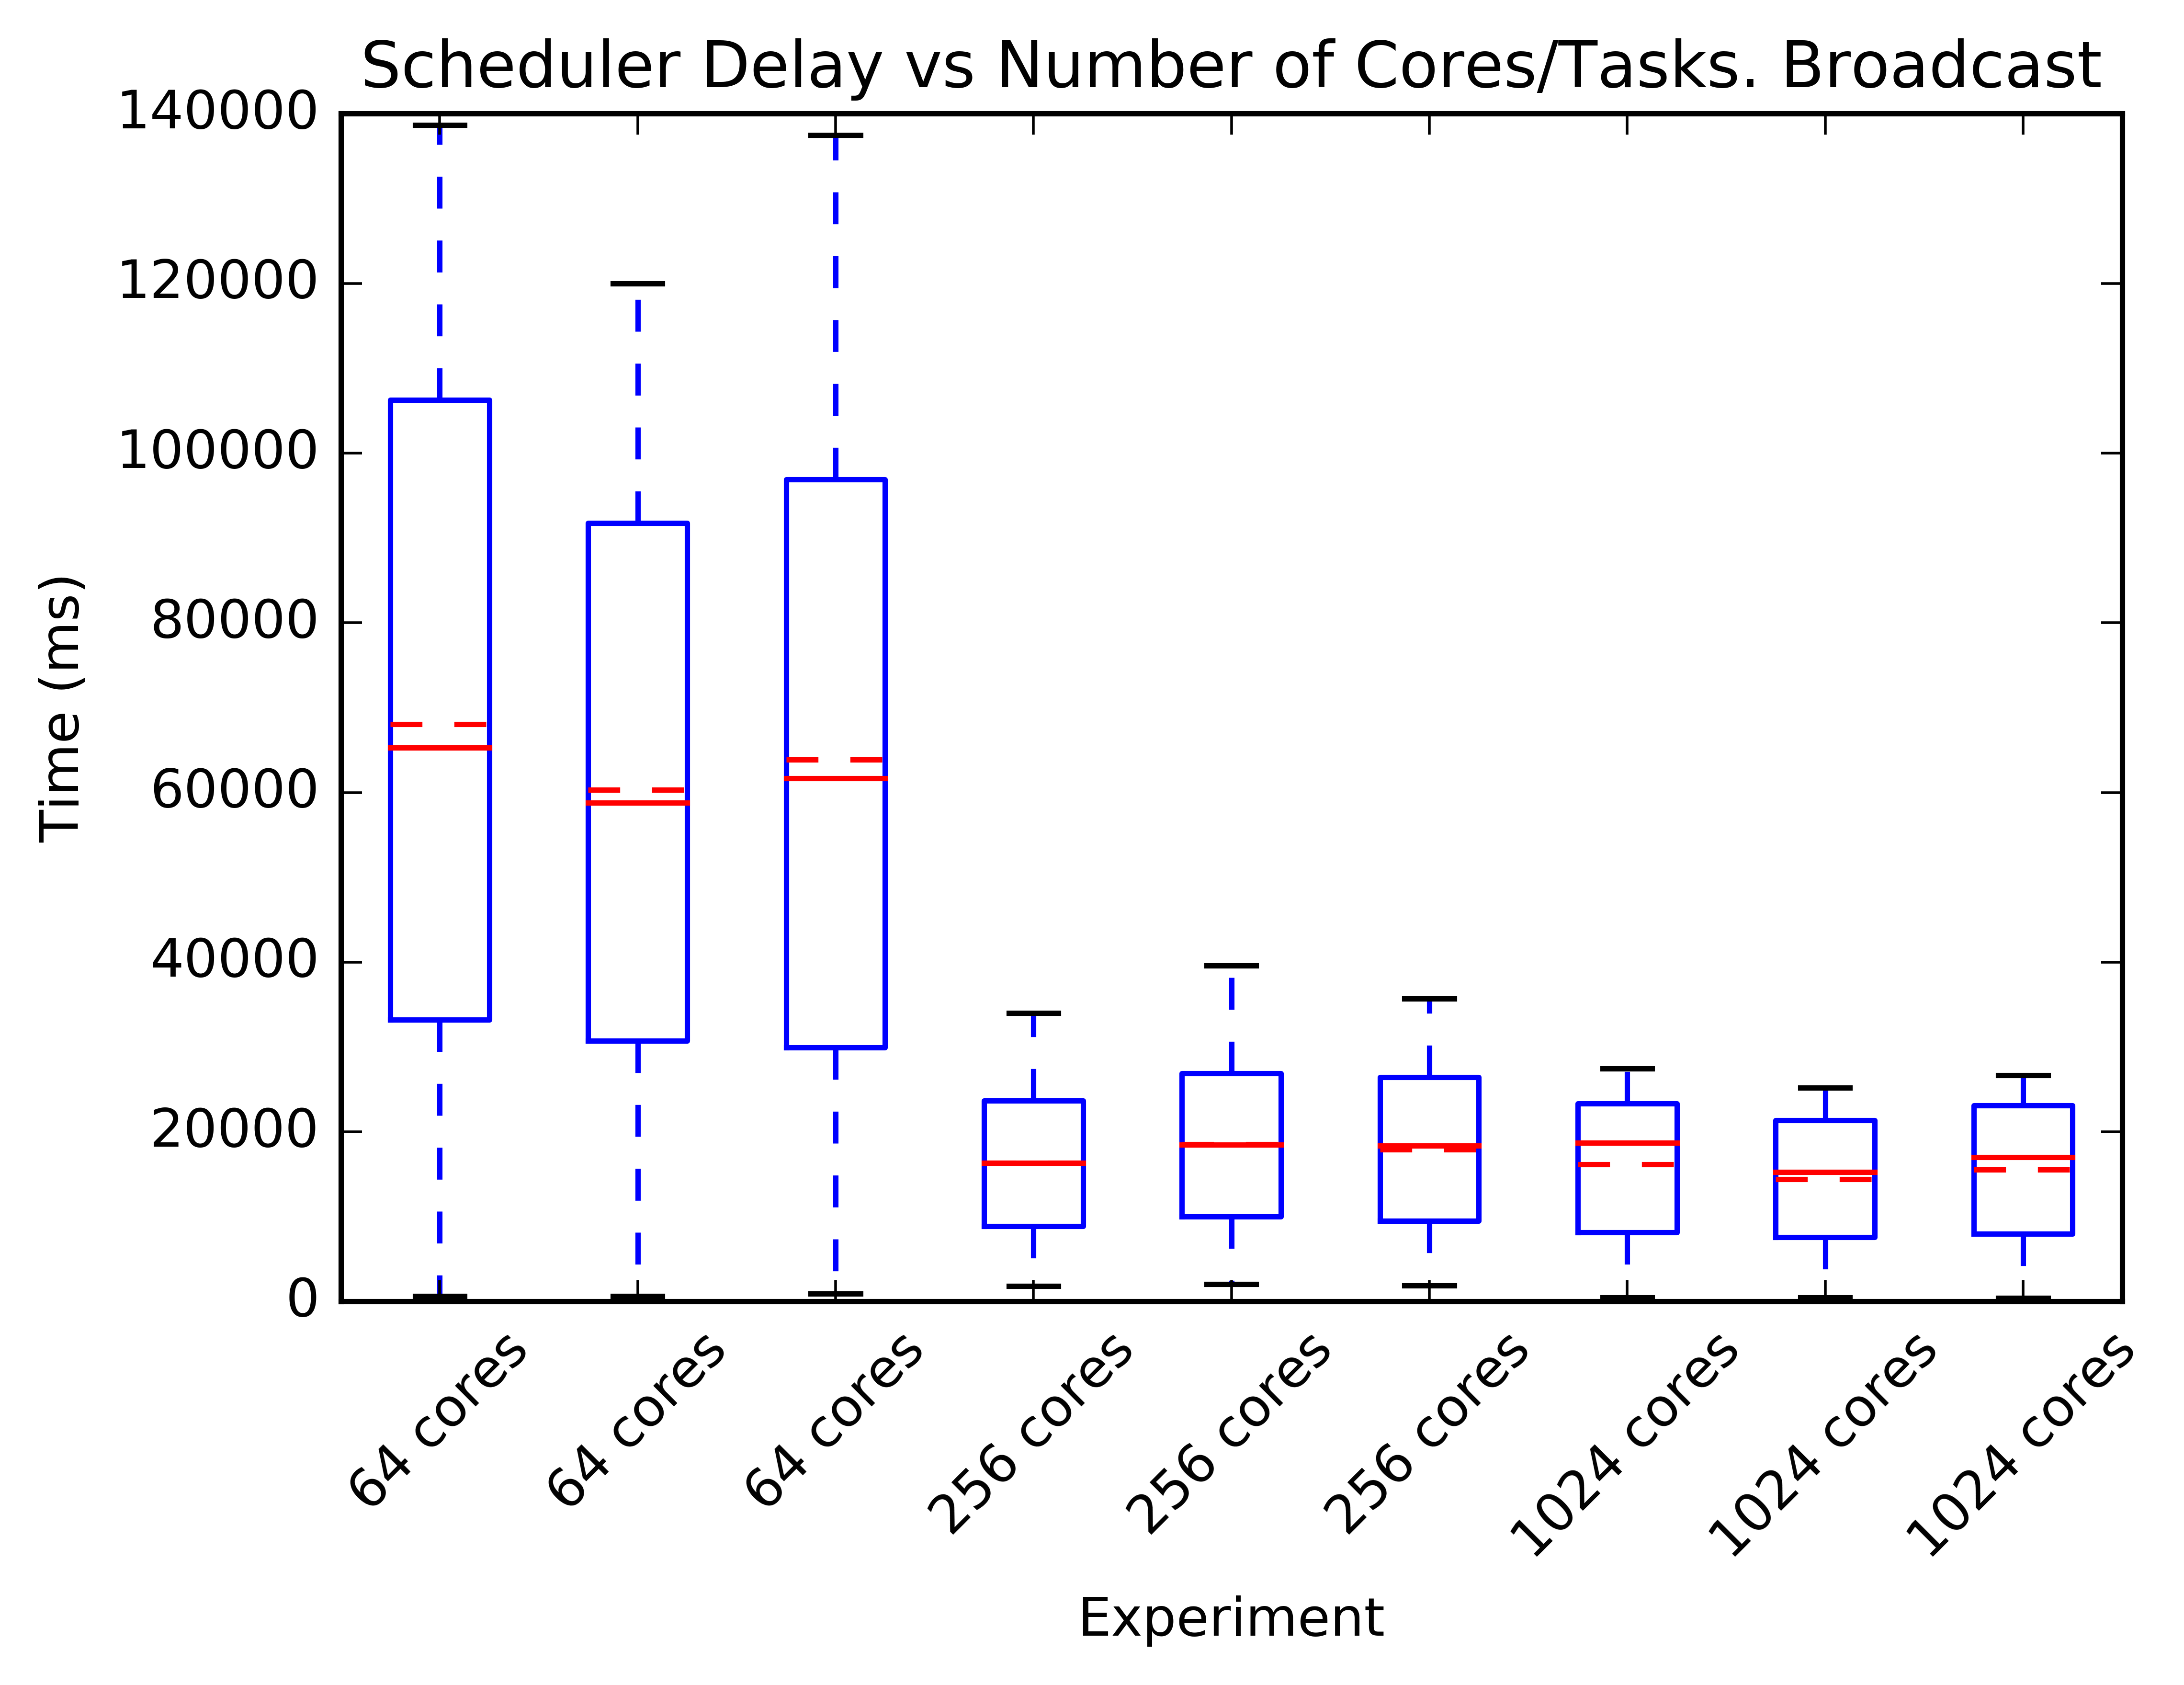 Scheduler Delay vs Number of Cores/Tasks. Broadcast
140000
120000
100000
80000
60000
40000
20000
0
Time (ms)
64 cores
64 cores
64 cores
256 cores
256 cores
256 cores
1024 cores
1024 cores
1024 cores
Experiment